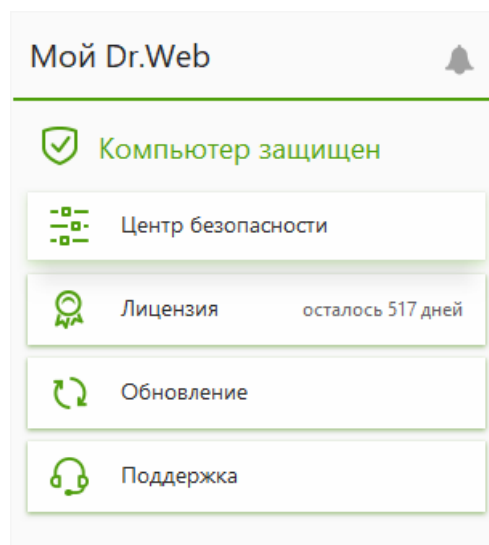 Мой Dr.Web
Компьютер защищен
Центр безопасности
Лицензия осталось 517 дней
Обновление
Поддержка